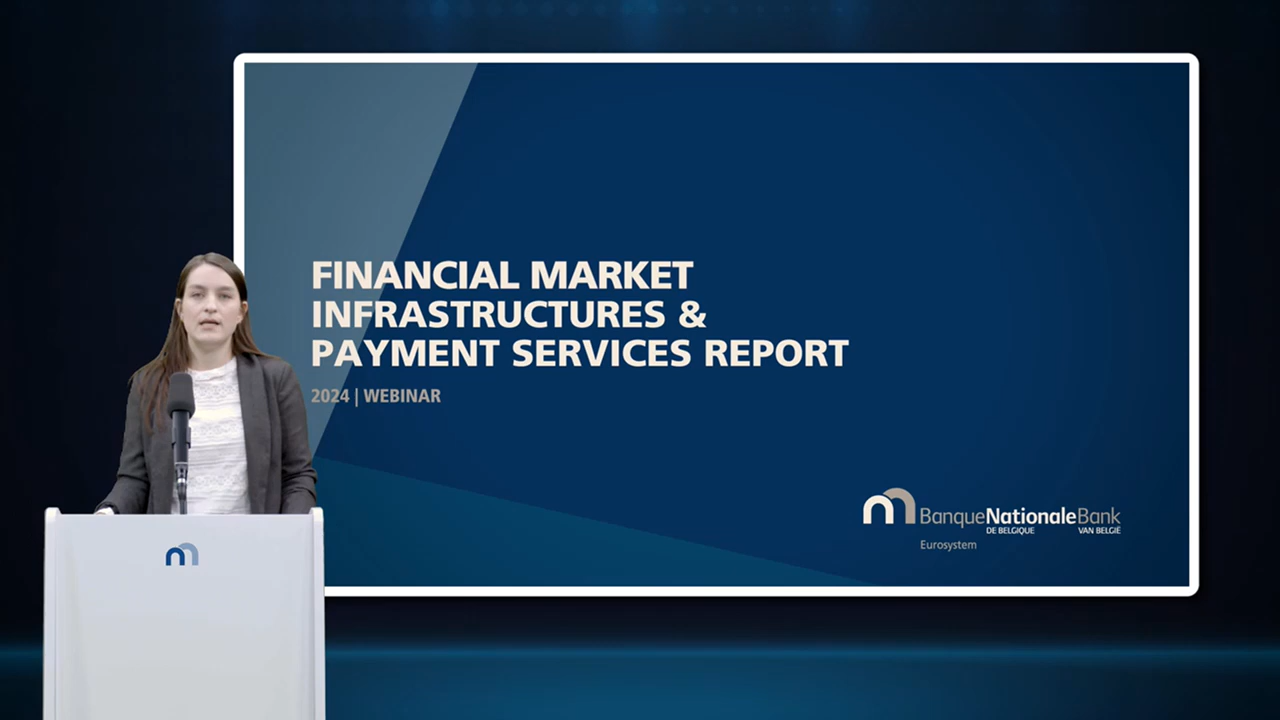 FINANCIAL MARKET
INFRASTRUCTURES &
PAYMENT SERVICES REPORT
2024 | WEBINAR
BanqueNationaleBank
DE BELGIQUE VAN BELGIË
Eurosystem